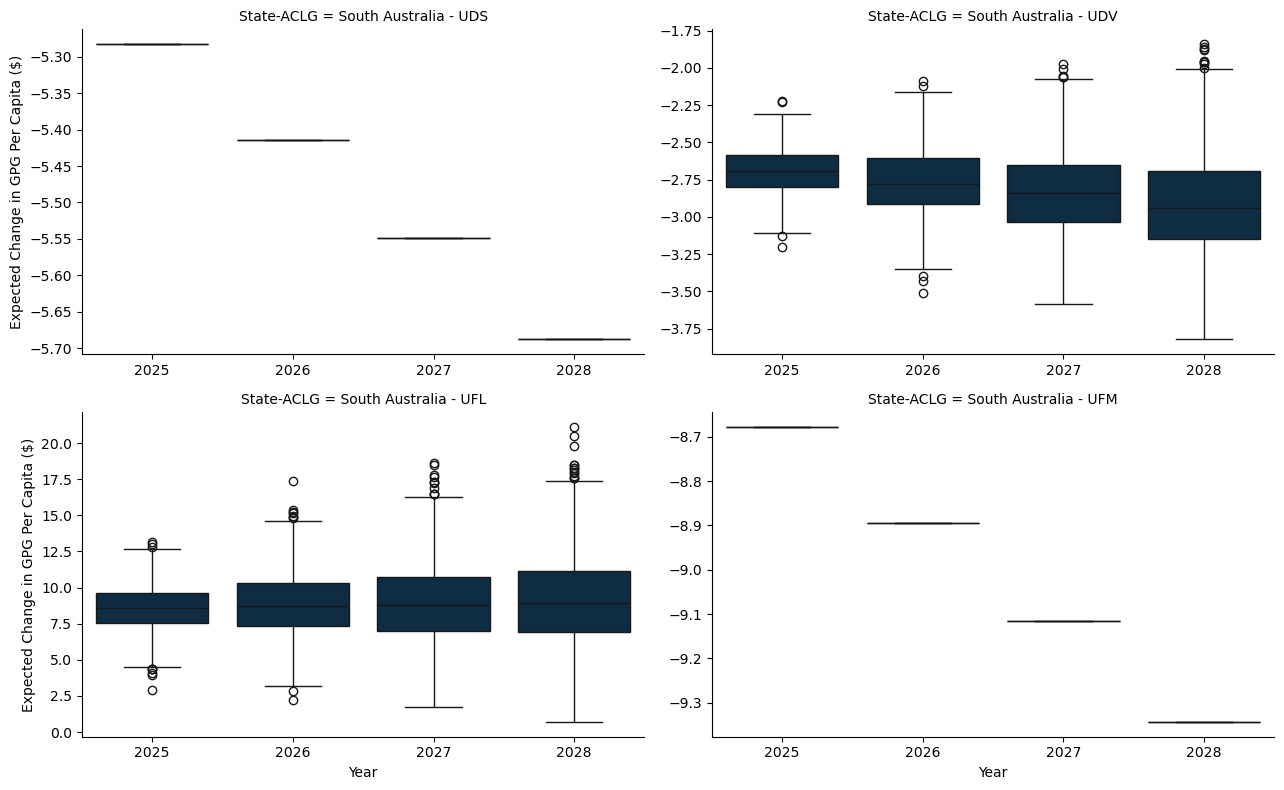 State-ACLG = South Australia - UDS
Expected Change in GPG Per Capita ($)
−5.30
−5.35
−5.40
−5.45
−5.50
−5.55
−5.60
−5.65
−5.70
2025 2026 2027 2028
State-ACLG = South Australia - UDV
−1.75
−2.00
−2.25
−2.50
−2.75
−3.00
−3.25
−3.50
−3.75
2025 2026 2027 2028
State-ACLG = South Australia - UFL
Expected Change in GPG Per Capita ($)
20.0
17.5
15.0
12.5
10.0
7.5
5.0
2.5
0.0
2025 2026 2027 2028
Year
State-ACLG = South Australia - UFM
−8.7
−8.8
−8.9
−9.0
−9.1
−9.2
−9.3
2025 2026 2027 2028
Year